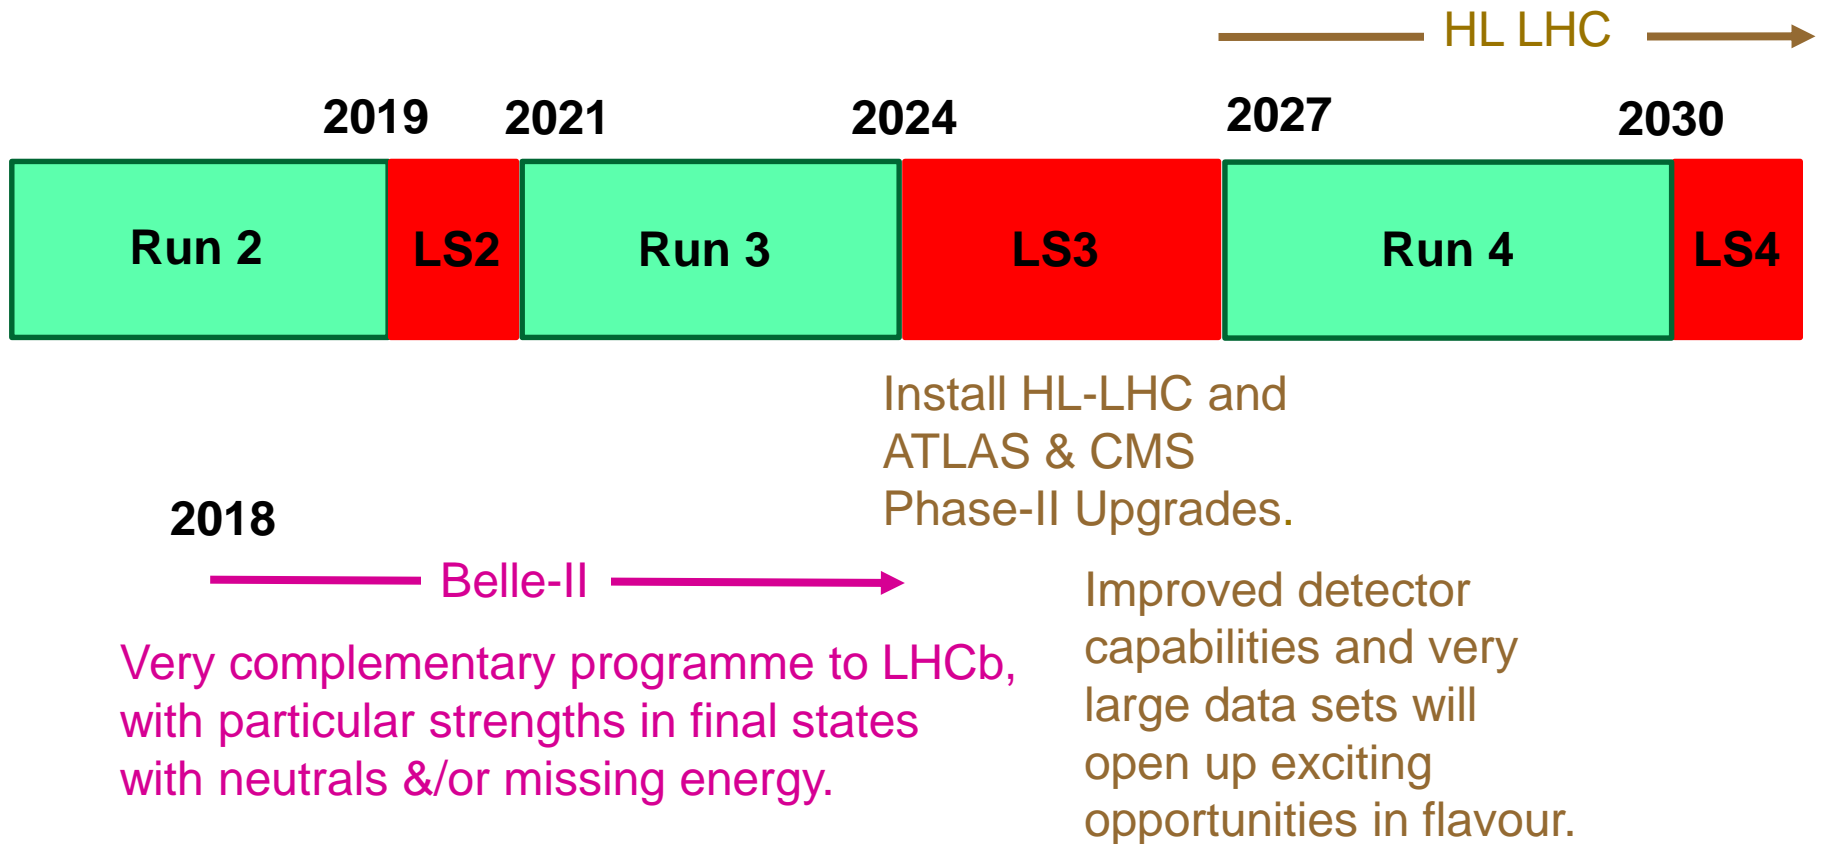 HL LHC
2019 2021 2024 2027 2030
Run 2 LS2 Run 3 LS3 Run 4 LS4
Install HL-LHC and
ATLAS & CMS
Phase-II Upgrades.
2018
Belle-II
Very complementary programme to LHCb,
with particular strengths in final states
with neutrals &/or missing energy.
Improved detector
capabilities and very
large data sets will
open up exciting
opportunities in flavour.